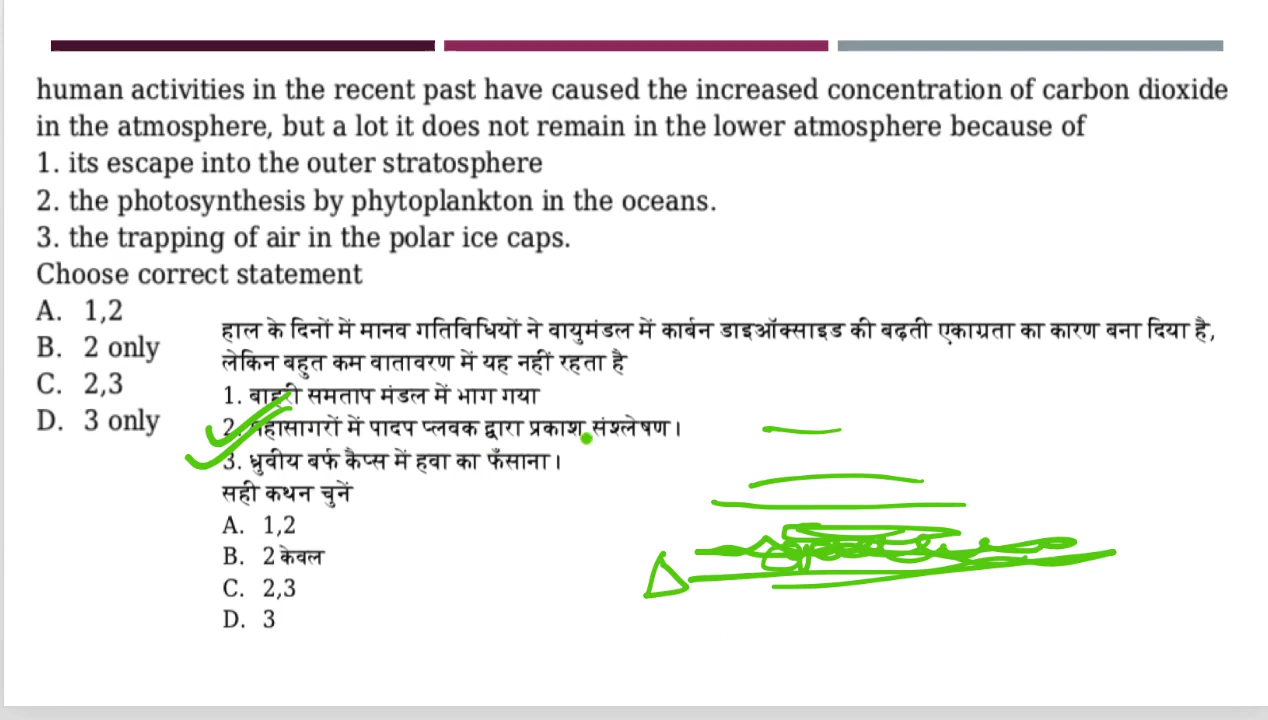 human activities in the recent past have caused the increased concentration of carbon dioxide
in the atmosphere, but a lot it does not remain in the lower atmosphere because of
1. its escape into the outer stratosphere
2. the photosynthesis by phytoplankton in the oceans.
3. the trapping of air in the polar ice caps.
Choose correct statement
A. 1,2
B. 2 only
C. 2,3
D. 3 only
हाल के दिनों में मानव गतिविधियों ने वायुमंडल में कार्बन डाइऑक्साइड की बढ़ती एकाग्रता का कारण बना दिया है,
लेकिन बहुत कम वातावरण में यह नहीं रहता है
1. बाहरी समताप मंडल में भाग गया
2. महासागरों में पादप प्लवक द्वारा प्रकाश संश्लेषण।
3. ध्रुवीय बर्फ कैप्स में हवा का फँसाना।
सही कथन चुनें
A. 1,2
B. 2 केवल
C. 2,3
D. 3